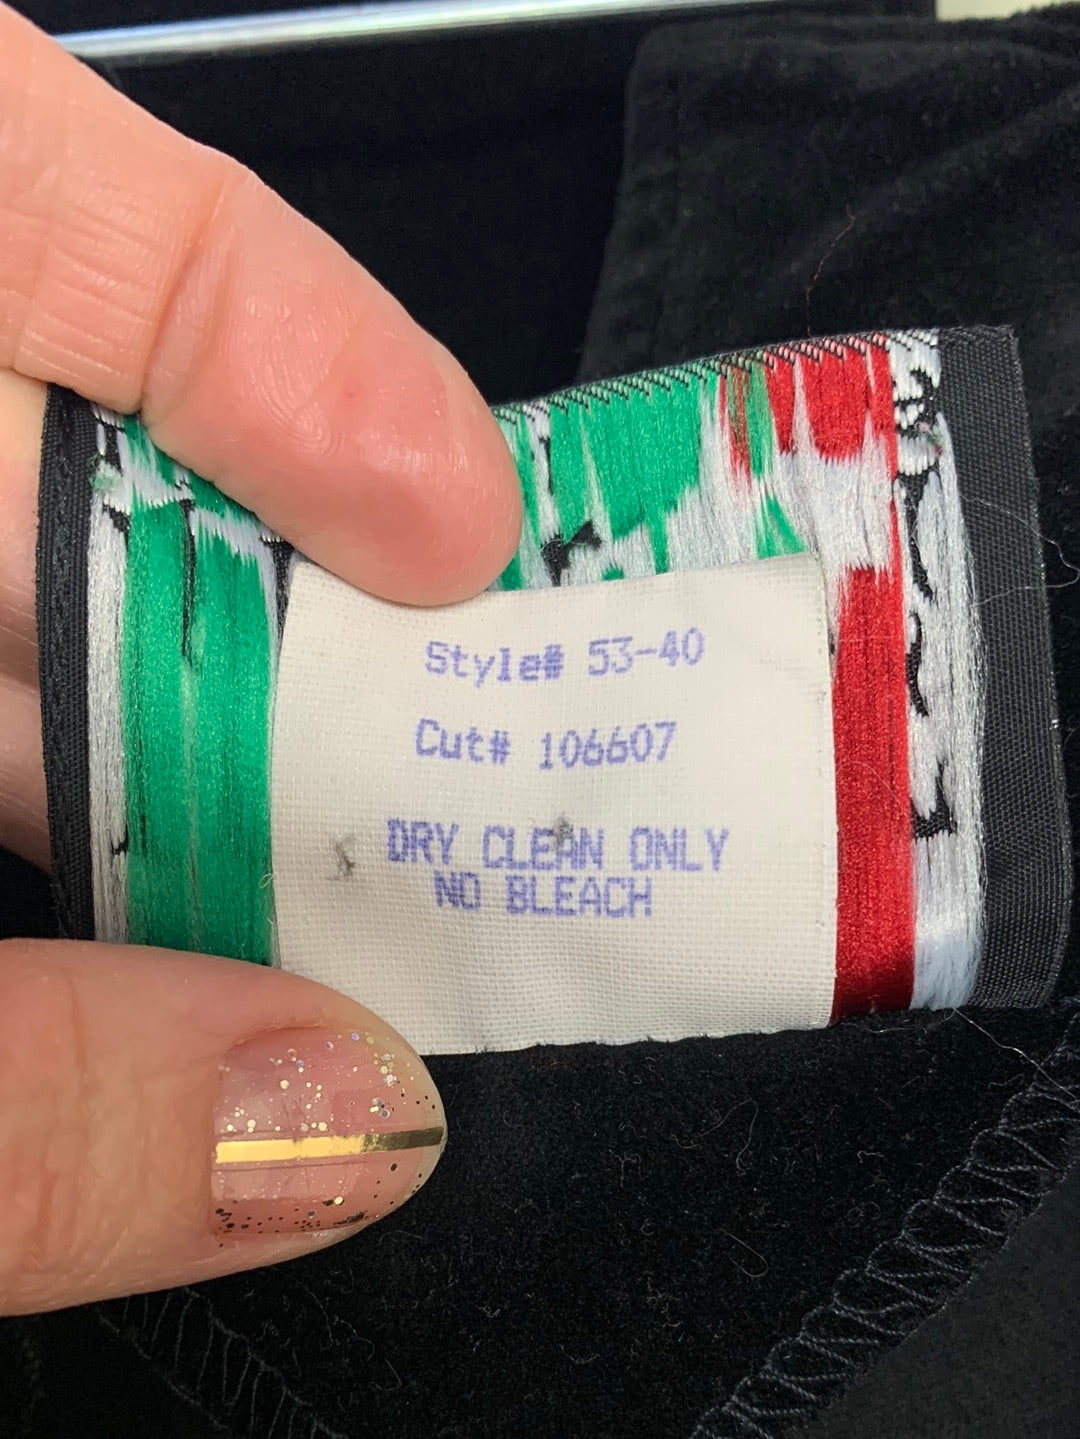 Style# 53-40
Cut# 106607
DRY CLEAN ONLY
NO BLEACH